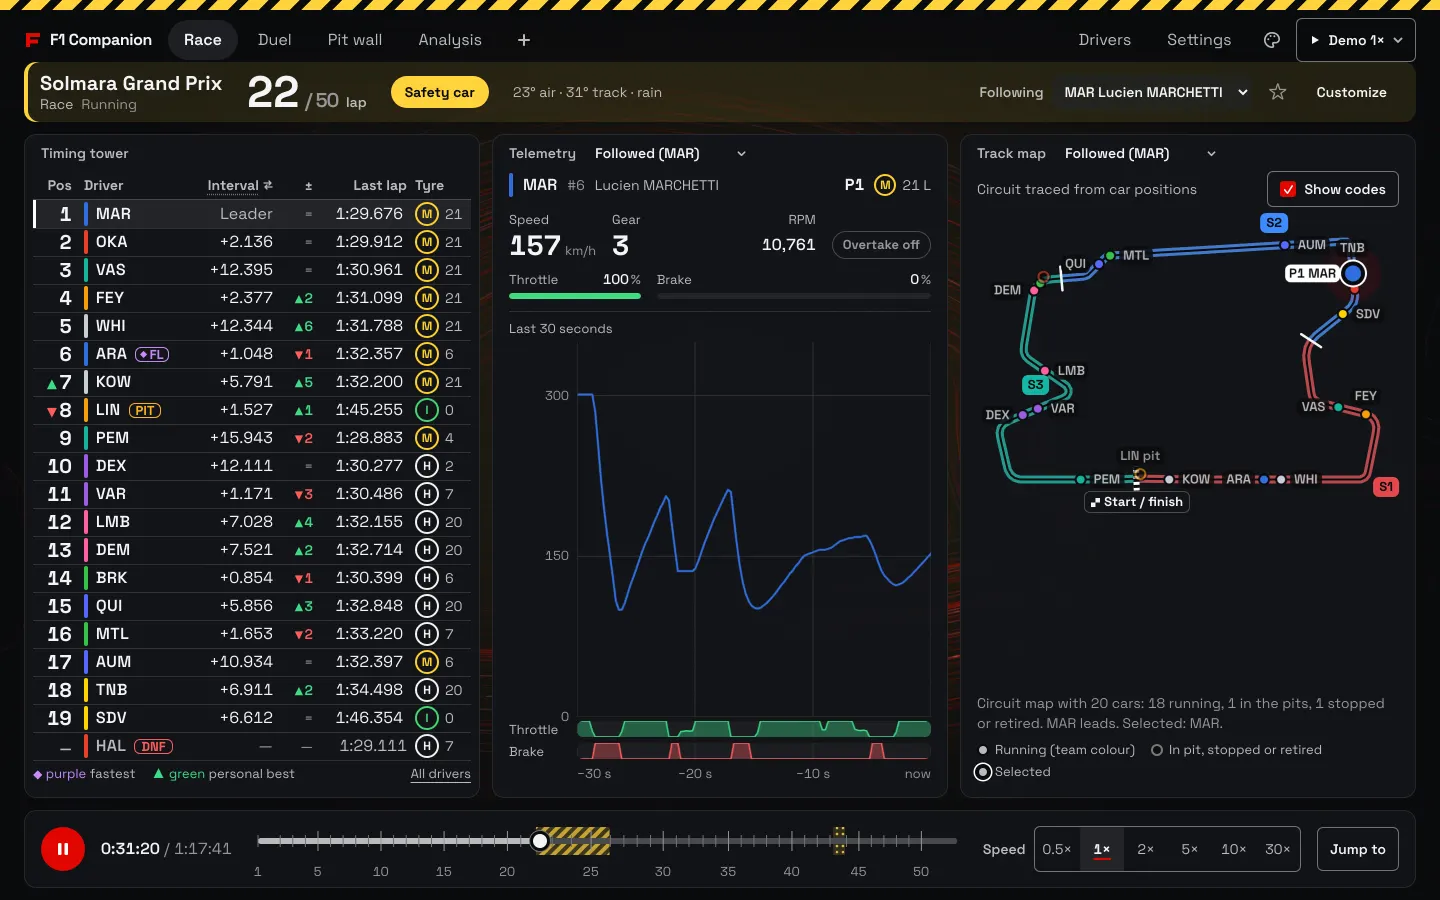 F1 Companion Race Duel Pit wall Analysis + Drivers Settings Demo 1×
Solmara Grand Prix
Race Running
22 / 50 lap
Safety car
23° air · 31° track · rain
Following MAR Lucien MARCHETTI Customize
Timing tower
Pos Driver Interval ⇄ ± Last lap Tyre
1 MAR Leader = 1:29.676 M 21
2 OKA +2.136 = 1:29.912 M 21
3 VAS +12.395 = 1:30.961 M 21
4 FEY +2.377 ▲2 1:31.099 M 21
5 WHI +12.344 ▲6 1:31.788 M 21
6 ARA ◆FL +1.048 ▼1 1:32.357 M 6
▲7 KOW +5.791 ▲5 1:32.200 M 21
▼8 LIN PIT +1.527 ▲1 1:45.255 I 0
9 PEM +15.943 ▼2 1:28.883 M 4
10 DEX +12.111 = 1:30.277 H 2
11 VAR +1.171 ▼3 1:30.486 H 7
12 LMB +7.028 ▲4 1:32.155 H 20
13 DEM +7.521 ▲2 1:32.714 H 20
14 BRK +0.854 ▼1 1:30.399 H 6
15 QUI +5.856 ▲3 1:32.848 H 20
16 MTL +1.653 ▼2 1:33.220 H 7
17 AUM +10.934 = 1:32.397 M 6
18 TNB +6.911 ▲2 1:34.498 H 20
19 SDV +6.612 = 1:46.354 I 0
– HAL DNF — — 1:29.111 H 7
◆ purple fastest ▲ green personal best All drivers
Telemetry Followed (MAR)
MAR #6 Lucien MARCHETTI P1 M 21 L
Speed Gear RPM
157 km/h 3 10,761 Overtake off
Throttle 100% Brake 0%
Last 30 seconds
300
150
0
Throttle
Brake
−30 s −20 s −10 s now
Track map Followed (MAR)
Circuit traced from car positions Show codes
S2
AUM TNB
QUI MTL
P1 MAR
DEM
SDV
LMB
S3
FEY
DEX VAR VAS
LIN pit
PEM KOW ARA WHI
S1
Start / finish
Circuit map with 20 cars: 18 running, 1 in the pits, 1 stopped
or retired. MAR leads. Selected: MAR.
Running (team colour) In pit, stopped or retired
Selected
0:31:20 / 1:17:41
1 5 10 15 20 25 30 35 40 45 50
Speed 0.5× 1× 2× 5× 10× 30× Jump to